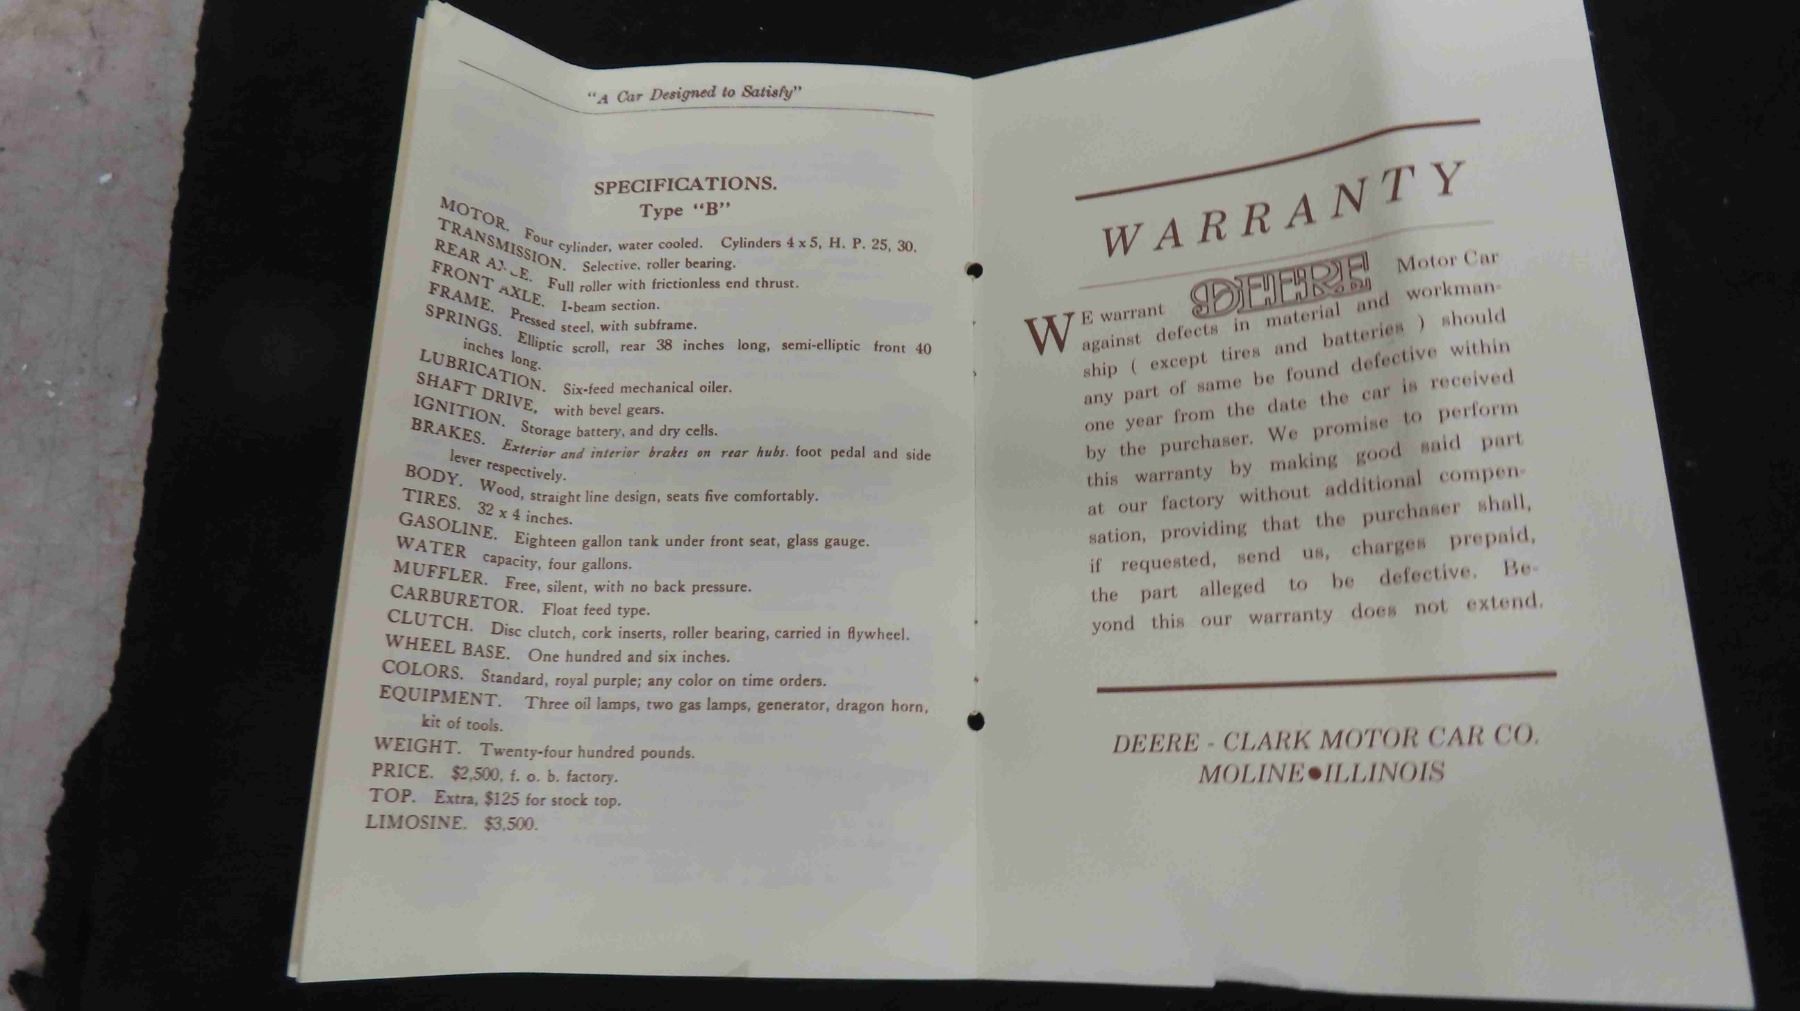 "A Car Designed to Satisfy"
SPECIFICATIONS.
Type "B"
MOTOR. Four cylinder, water cooled. Cylinders 4 x 5, H. P. 25, 30.
TRANSMISSION. Selective, roller bearing.
REAR AXLE. Full roller with frictionless end thrust.
FRONT AXLE. I-beam section.
FRAME. Pressed steel, with subframe.
SPRINGS. Elliptic scroll, rear 38 inches long, semi-elliptic front 40
inches long.
LUBRICATION. Six-feed mechanical oiler.
SHAFT DRIVE, with bevel gears.
IGNITION. Storage battery, and dry cells.
BRAKES. Exterior and interior brakes on rear hubs. foot pedal and side
lever respectively.
BODY. Wood, straight line design, seats five comfortably.
TIRES. 32 x 4 inches.
GASOLINE. Eighteen gallon tank under front seat, glass gauge.
WATER capacity, four gallons.
MUFFLER. Free, silent, with no back pressure.
CARBURETOR. Float feed type.
CLUTCH. Disc clutch, cork inserts, roller bearing, carried in flywheel.
WHEEL BASE. One hundred and six inches.
COLORS. Standard, royal purple; any color on time orders.
EQUIPMENT. Three oil lamps, two gas lamps, generator, dragon horn,
kit of tools.
WEIGHT. Twenty-four hundred pounds.
PRICE. $2,500, f. o. b. factory.
TOP. Extra, $125 for stock top.
LIMOSINE. $3,500.
WARRANTY
WE warrant DEERE Motor Car
against defects in material and workman-
ship ( except tires and batteries ) should
any part of same be found defective within
one year from the date the car is received
by the purchaser. We promise to perform
this warranty by making good said part
at our factory without additional compen-
sation, providing that the purchaser shall,
if requested, send us, charges prepaid,
the part alleged to be defective. Be-
yond this our warranty does not extend.
DEERE - CLARK MOTOR CAR CO.
MOLINE●ILLINOIS